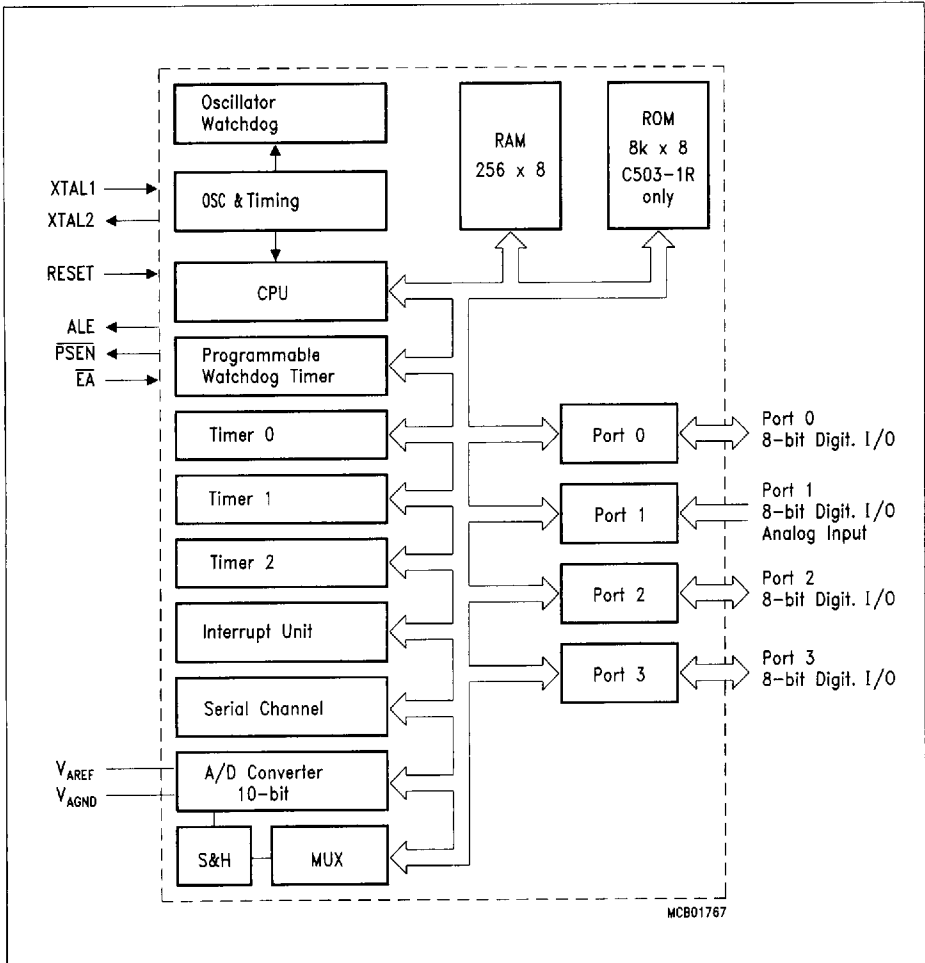 Oscillator
Watchdog
OSC & Timing
CPU
Programmable
Watchdog Timer
Timer 0
Timer 1
Timer 2
Interrupt Unit
Serial Channel
A/D Converter
10-bit
S&H
MUX
RAM
256 x 8
ROM
8k x 8
C503-1R
only
XTAL1
XTAL2
RESET
ALE
PSEN
EA
VAREF
VAGND
Port 0
Port 1
Port 2
Port 3
Port 0
8-bit Digit. I/O
Port 1
8-bit Digit. I/O
Analog Input
Port 2
8-bit Digit. I/O
Port 3
8-bit Digit. I/O
MCB01767